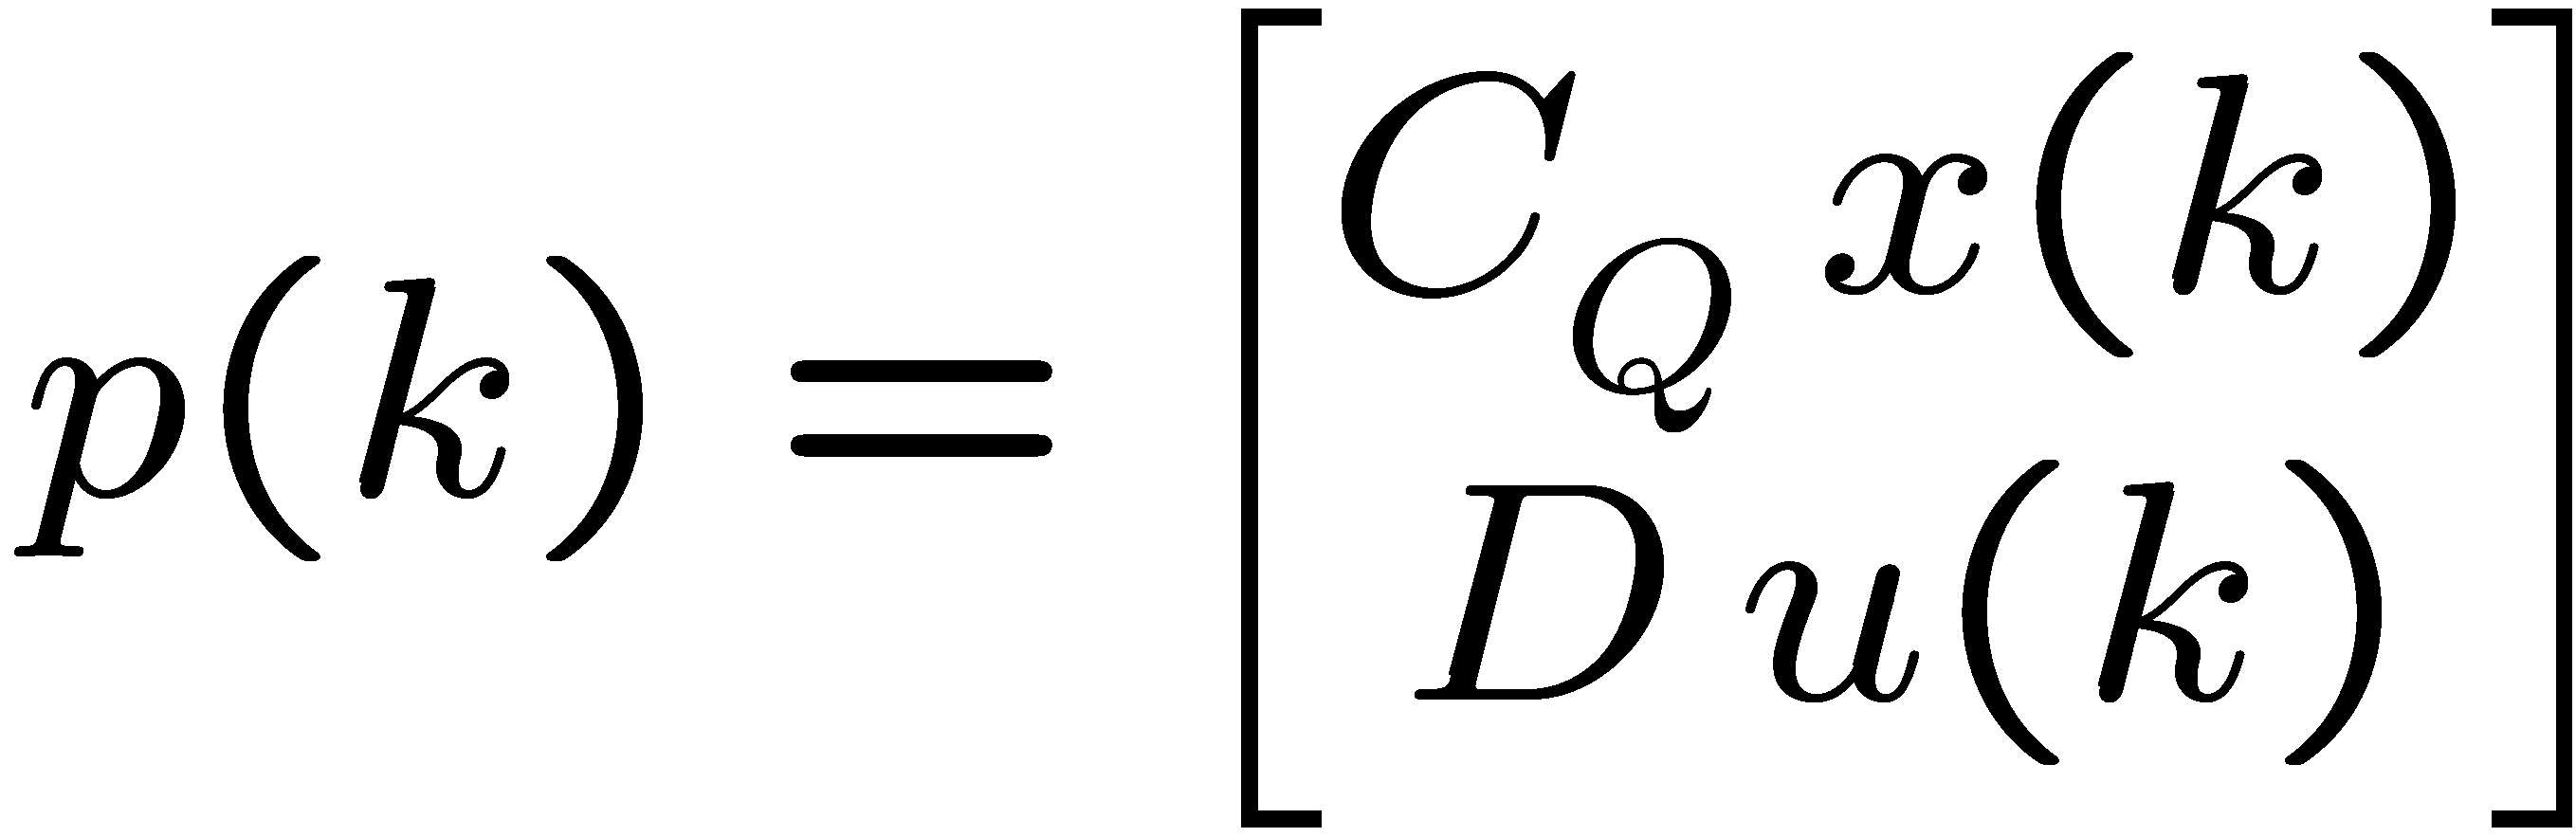 p(k) = [ C_Q x(k)
D u(k) ]